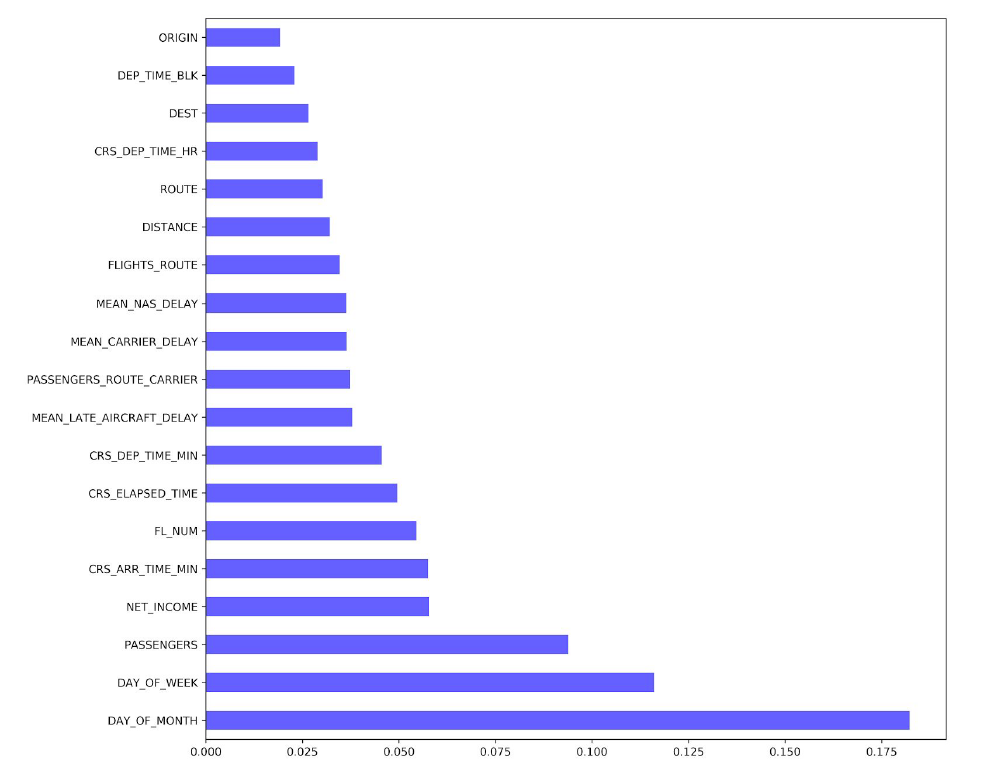 ORIGIN
DEP_TIME_BLK
DEST
CRS_DEP_TIME_HR
ROUTE
DISTANCE
FLIGHTS_ROUTE
MEAN_NAS_DELAY
MEAN_CARRIER_DELAY
PASSENGERS_ROUTE_CARRIER
MEAN_LATE_AIRCRAFT_DELAY
CRS_DEP_TIME_MIN
CRS_ELAPSED_TIME
FL_NUM
CRS_ARR_TIME_MIN
NET_INCOME
PASSENGERS
DAY_OF_WEEK
DAY_OF_MONTH
0.000 0.025 0.050 0.075 0.100 0.125 0.150 0.175